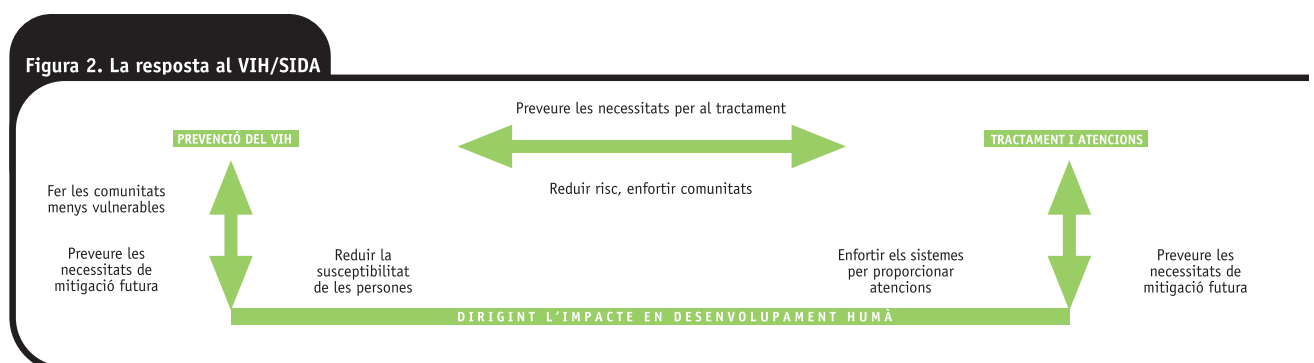 Figura 2. La resposta al VIH/SIDA
Preveure les necessitats per al tractament
PREVENCIÓ DEL VIH
TRACTAMENT I ATENCIONS
Reduir risc, enfortir comunitats
Fer les comunitats
menys vulnerables
Preveure les
necessitats de
mitigació futura
Reduir la
susceptibilitat
de les persones
Enfortir els sistemes
per proporcionar
atencions
Preveure les
necessitats de
mitigació futura
DIRIGINT L'IMPACTE EN DESENVOLUPAMENT HUMÀ